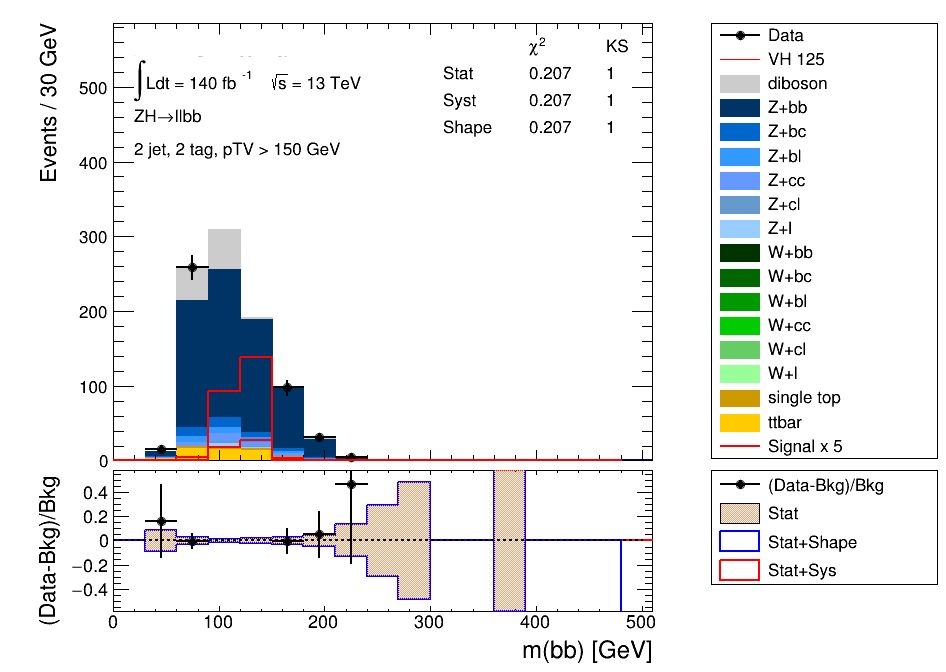 Events / 30 GeV
500
400
300
200
100
0
∫Ldt = 140 fb⁻¹ √s = 13 TeV
ZH→llbb
2 jet, 2 tag, pTV > 150 GeV
χ² KS
Stat 0.207 1
Syst 0.207 1
Shape 0.207 1
Data
VH 125
diboson
Z+bb
Z+bc
Z+bl
Z+cc
Z+cl
Z+l
W+bb
W+bc
W+bl
W+cc
W+cl
W+l
single top
ttbar
Signal x 5
(Data-Bkg)/Bkg
0.4
0.2
0
−0.2
−0.4
0 100 200 300 400 500
m(bb) [GeV]
(Data-Bkg)/Bkg
Stat
Stat+Shape
Stat+Sys